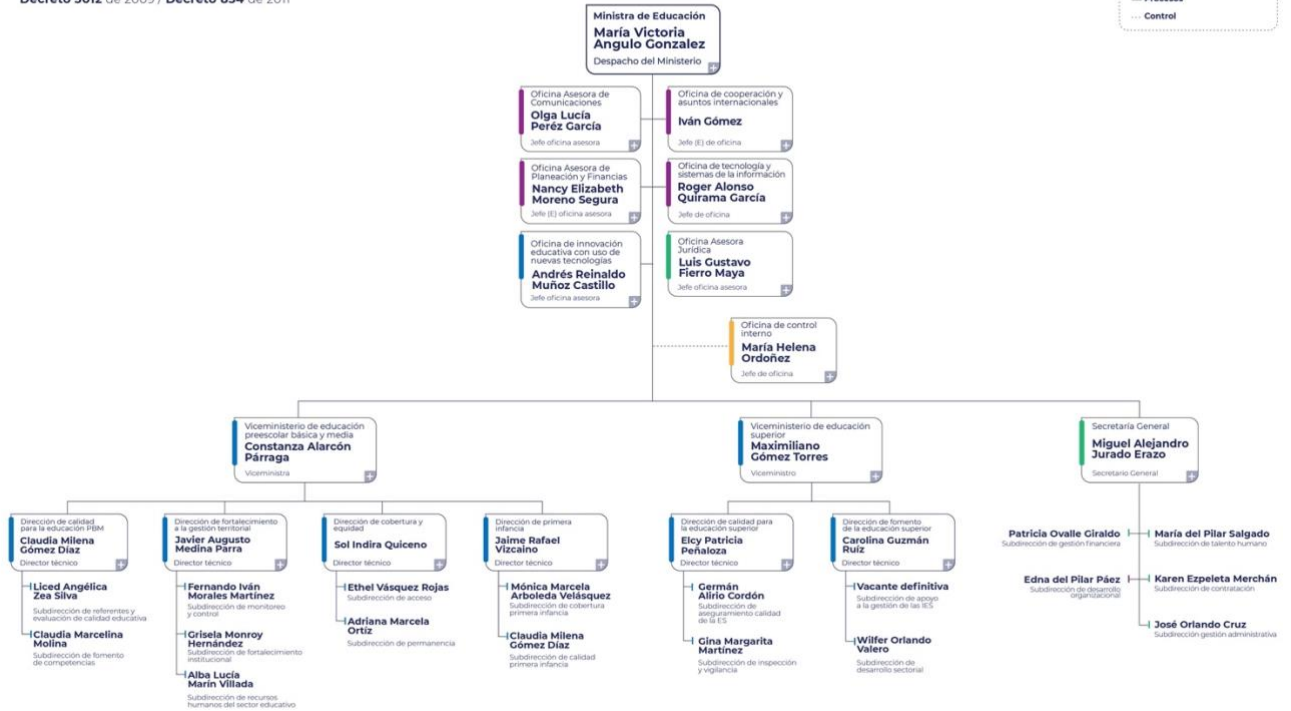 Decreto 5012 de 2009 / Decreto 854 de 2011
Procesos
Control
Ministra de Educación
María Victoria
Angulo Gonzalez
Despacho del Ministerio
Oficina Asesora de
Comunicaciones
Olga Lucía
Peréz García
Jefe oficina asesora
Oficina de cooperación y
asuntos internacionales
Iván Gómez
Jefe (E) de oficina
Oficina Asesora de
Planeación y Financias
Nancy Elizabeth
Moreno Segura
Jefe (E) oficina asesora
Oficina de tecnología y
sistemas de la información
Roger Alonso
Quirama García
Jefe de oficina
Oficina de innovación
educativa con uso de
nuevas tecnologías
Andrés Reinaldo
Muñoz Castillo
Jefe oficina asesora
Oficina Asesora
Jurídica
Luis Gustavo
Fierro Maya
Jefe oficina asesora
Oficina de control
interno
María Helena
Ordoñez
Jefe de oficina
Viceministerio de educación
preescolar básica y media
Constanza Alarcón
Párraga
Viceministra
Viceministerio de educación
superior
Maximiliano
Gómez Torres
Viceministro
Secretaría General
Miguel Alejandro
Jurado Erazo
Secretario General
Dirección de calidad
para la educación PBM
Claudia Milena
Gómez Díaz
Director técnico
Liced Angélica
Zea Silva
Subdirección de referentes y
evaluación de calidad educativa
Claudia Marcelina
Molina
Subdirección de fomento
de competencias
Dirección de fortalecimiento
a la gestión territorial
Javier Augusto
Medina Parra
Director técnico
Fernando Iván
Morales Martínez
Subdirección de monitoreo
y control
Grisela Monroy
Hernández
Subdirección de fortalecimiento
institucional
Alba Lucía
Marín Villada
Subdirección de recursos
humanos del sector educativo
Dirección de cobertura y
equidad
Sol Indira Quiceno
Director técnico
Ethel Vásquez Rojas
Subdirección de acceso
Adriana Marcela
Ortíz
Subdirección de permanencia
Dirección de primera
infancia
Jaime Rafael
Vizcaino
Director técnico
Mónica Marcela
Arboleda Velásquez
Subdirección de cobertura
primera infancia
Claudia Milena
Gómez Díaz
Subdirección de calidad
primera infancia
Dirección de calidad para
la educación superior
Elcy Patricia
Peñaloza
Director técnico
Germán
Alirio Cordón
Subdirección de
aseguramiento calidad
de la ES
Gina Margarita
Martínez
Subdirección de inspección
y vigilancia
Dirección de fomento
de la educación superior
Carolina Guzmán
Ruiz
Director técnico
Vacante definitiva
Subdirección de apoyo
a la gestión de las IES
Wilfer Orlando
Valero
Subdirección de
desarrollo sectorial
Patricia Ovalle Giraldo
Subdirección de gestión financiera
María del Pilar Salgado
Subdirección de talento humano
Edna del Pilar Páez
Subdirección de desarrollo
organizacional
Karen Ezpeleta Merchán
Subdirección de contratación
José Orlando Cruz
Subdirección gestión administrativa